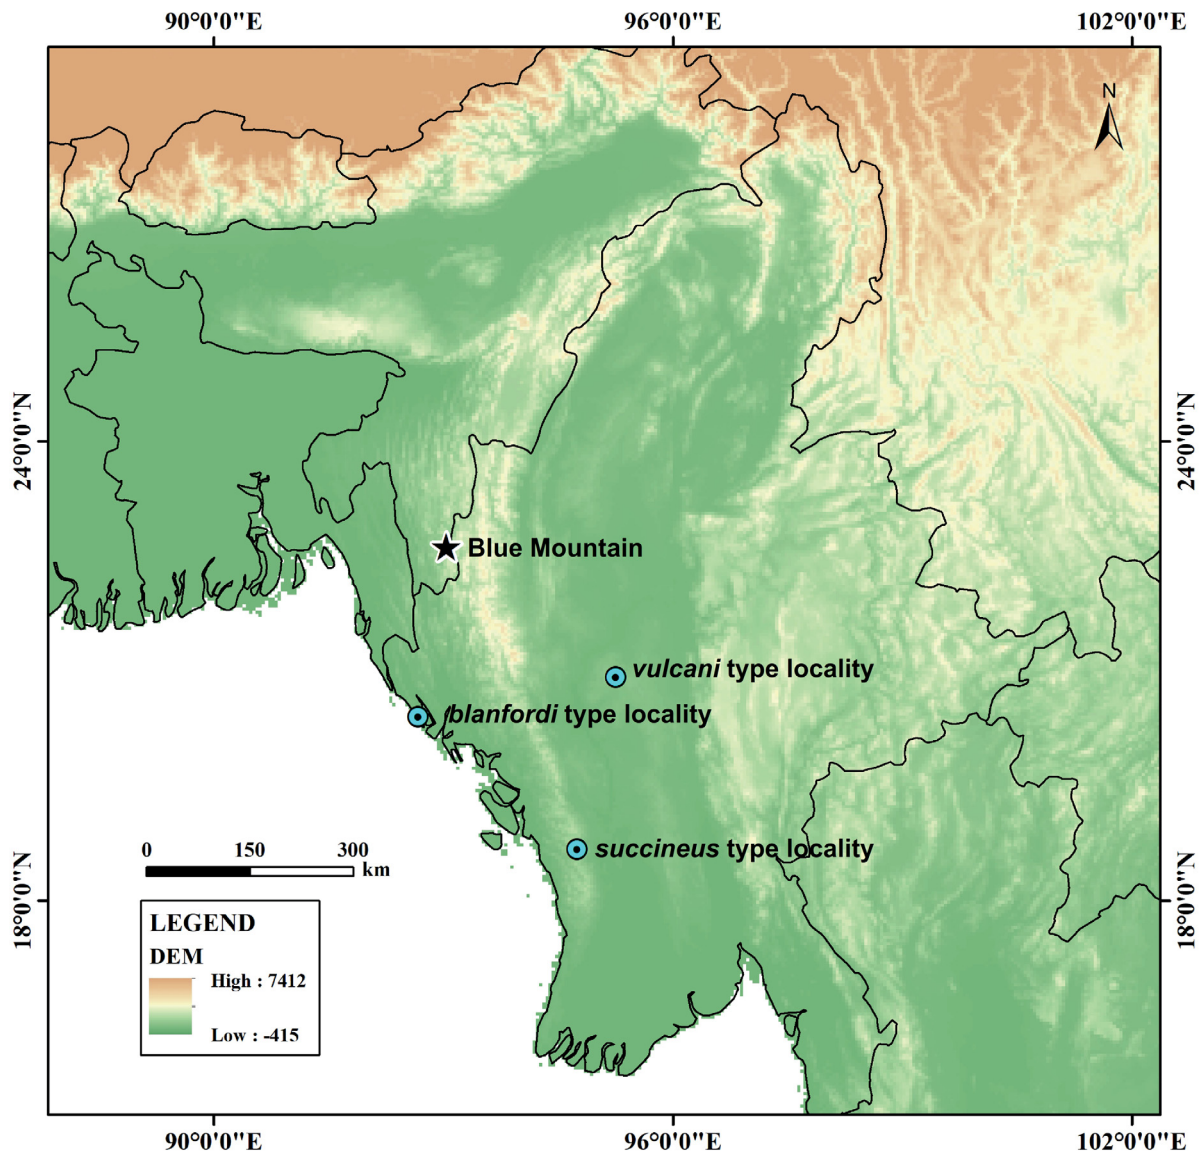 90°0'0"E 96°0'0"E 102°0'0"E
N
24°0'0"N 24°0'0"N
Blue Mountain
vulcani type locality
blanfordi type locality
succineus type locality
0 150 300 km
18°0'0"N 18°0'0"N
LEGEND
DEM
High : 7412
Low : -415
90°0'0"E 96°0'0"E 102°0'0"E